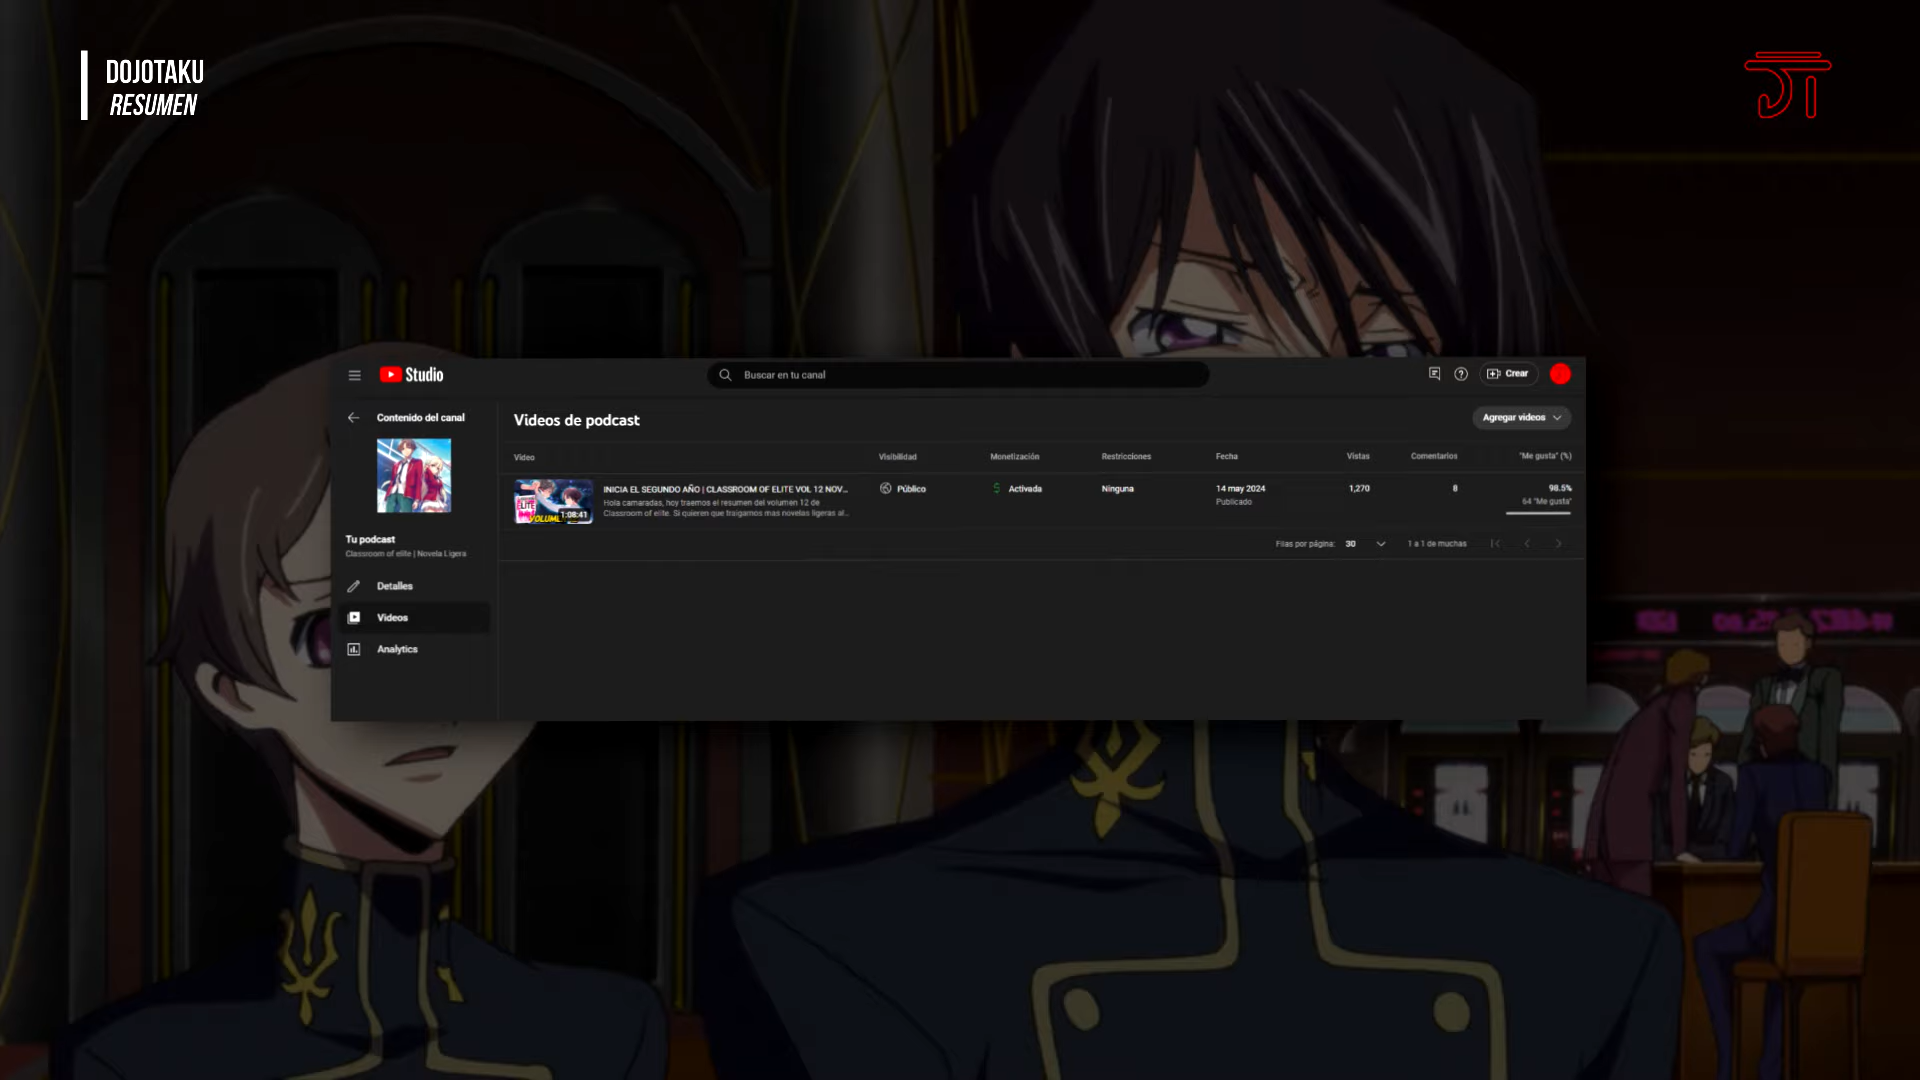 DOJOTAKU
RESUMEN
Studio
Buscar en tu canal
Crear
Contenido del canal
Videos de podcast
Agregar videos
Video
Visibilidad
Monetización
Restricciones
Fecha
Vistas
Comentarios
"Me gusta" (%)
ELITE
VOLUM
1:08:41
INICIA EL SEGUNDO AÑO | CLASSROOM OF ELITE VOL 12 NOV...
Hola camaradas, hoy traemos el resumen del volumen 12 de
Classroom of elite. Si quieren que traigamos mas novelas ligeras al...
Público
Activada
Ninguna
14 may 2024
Publicado
1,270
8
98.5%
64 "Me gusta"
Filas por página: 30
1 a 1 de muchas
Tu podcast
Classroom of elite | Novela Ligera
Detalles
Videos
Analytics